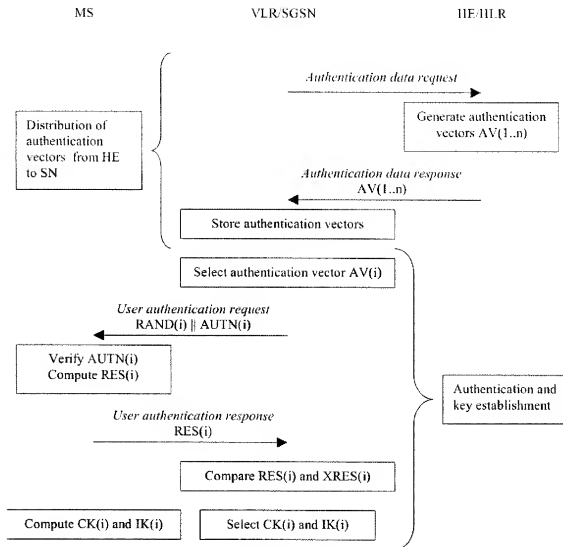 MS VLR/SGSN HE/HLR
Authentication data request
Generate authentication
vectors AV(1..n)
Distribution of
authentication
vectors from HE
to SN
Authentication data response
AV(1..n)
Store authentication vectors
Select authentication vector AV(i)
User authentication request
RAND(i) || AUTN(i)
Verify AUTN(i)
Compute RES(i)
Authentication and
key establishment
User authentication response
RES(i)
Compare RES(i) and XRES(i)
Compute CK(i) and IK(i)
Select CK(i) and IK(i)